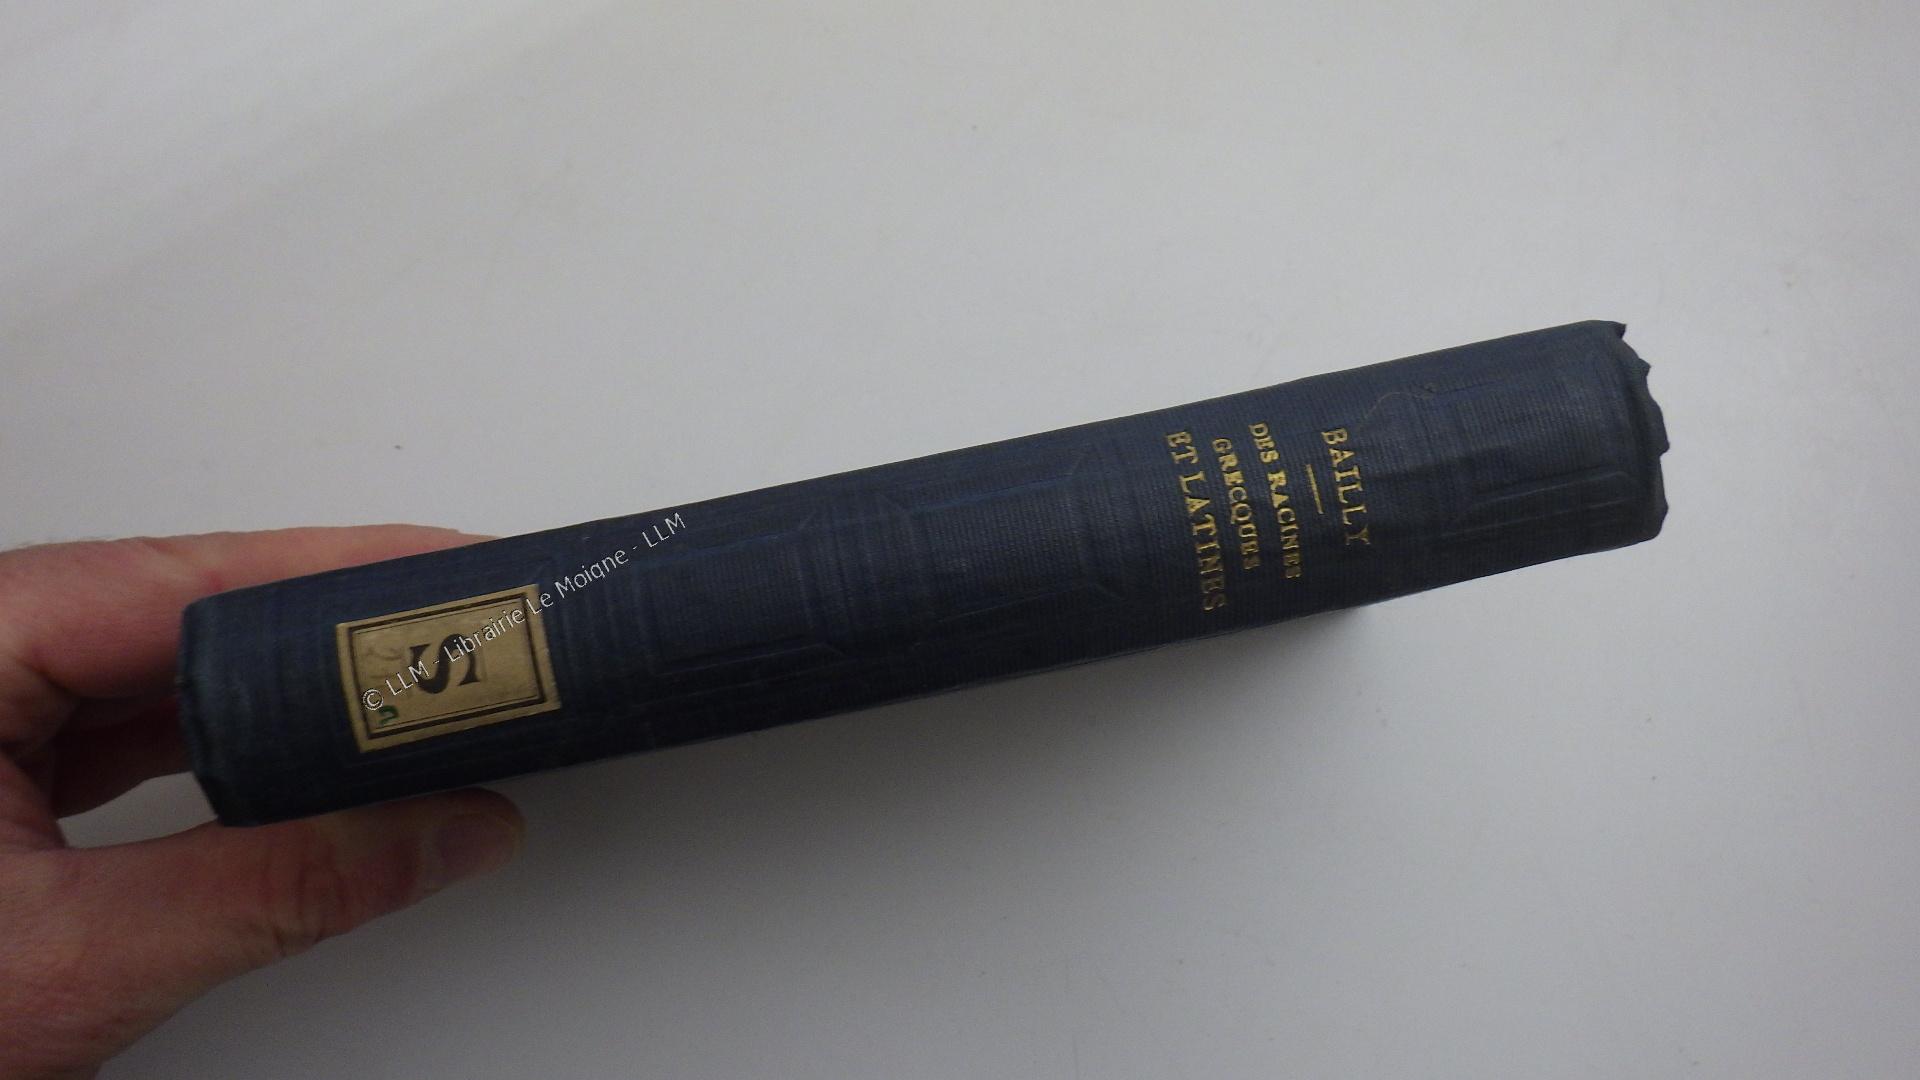 BAILLY
DES RACINES
GRECQUES
ET LATINES
S
© LLM - Librairie Le Moigne - LLM